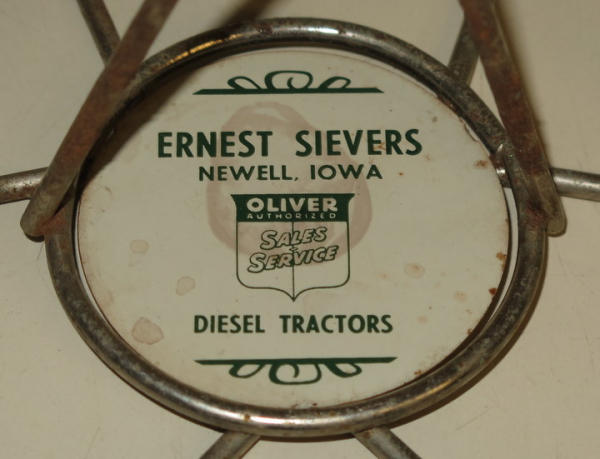 ERNEST SIEVERS
NEWELL, IOWA
OLIVER
AUTHORIZED
SALES
&
SERVICE
DIESEL TRACTORS